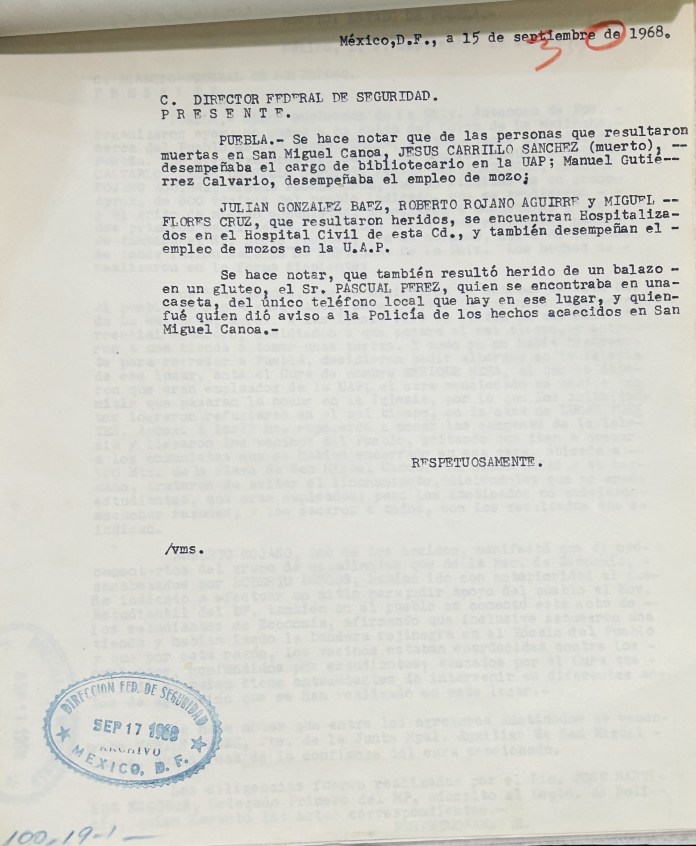 México,D.F., a 15 de septiembre de 1968.
30
C. DIRECTOR FEDERAL DE SEGURIDAD.
P R E S E N T E.
PUEBLA.- Se hace notar que de las personas que resultaron
muertas en San Miguel Canoa, JESUS CARRILLO SANCHEZ (muerto), --
desempeñaba el cargo de bibliotecario en la UAP; Manuel Gutié--
rrez Calvario, desempeñaba el empleo de mozo;
JULIAN GONZALEZ BAEZ, ROBERTO ROJANO AGUIRRE y MIGUEL --
FLORES CRUZ, que resultaron heridos, se encuentran Hospitaliza-
dos en el Hospital Civil de esta Cd., y también desempeñan el -
empleo de mozos en la U.A.P.
Se hace notar, que también resultó herido de un balazo -
en un gluteo, el Sr. PASCUAL PEREZ, quien se encontraba en una-
caseta, del único teléfono local que hay en ese lugar, y quien-
fué quien dió aviso a la Policía de los hechos acaecidos en San
Miguel Canoa.-
RESPETUOSAMENTE.
/vms.
DIRECCION FED. DE SEGURIDAD
SEP 17 1968
ARCHIVO
MEXICO, D. F.
100-19-1-